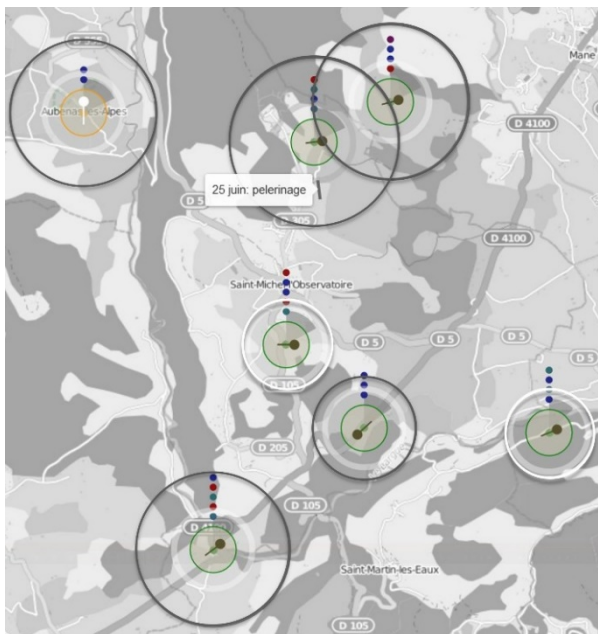 Mane
Aubenas-les-Alpes
D 4100
25 juin: pelerinage
D 5
D 305
D 4100
Saint-Michel-l'Observatoire
D 5
D 5
D 5
D 105
D 205
D 105
Saint-Martin-les-Eaux
D 105